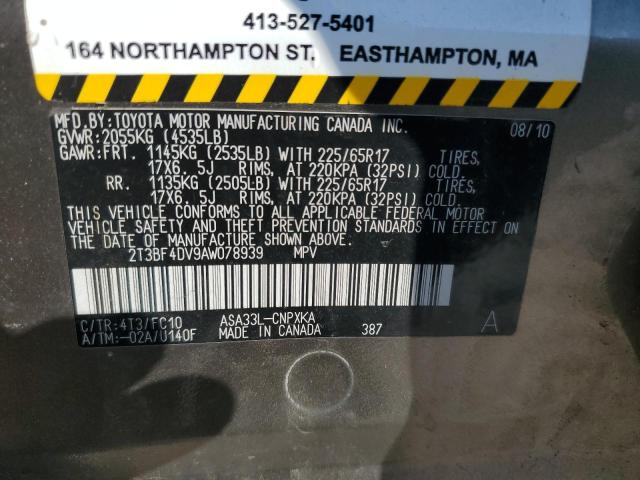 413-527-5401
164 NORTHAMPTON ST. EASTHAMPTON, MA
MFD.BY:TOYOTA MOTOR MANUFACTURING CANADA INC. 08/10
GVWR:2055KG (4535LB)
GAWR:FRT. 1145KG (2535LB) WITH 225/65R17 TIRES,
17X6.5J RIMS, AT 220KPA (32PSI) COLD.
RR. 1135KG (2505LB) WITH 225/65R17 TIRES,
17X6.5J RIMS, AT 220KPA (32PSI) COLD.
THIS VEHICLE CONFORMS TO ALL APPLICABLE FEDERAL MOTOR
VEHICLE SAFETY AND THEFT PREVENTION STANDARDS IN EFFECT ON
THE DATE OF MANUFACTURE SHOWN ABOVE.
2T3BF4DV9AW078939 MPV
C/TR:4T3/FC10 ASA33L-CNPXKA
A/TM:-02A/U140F MADE IN CANADA 387 A